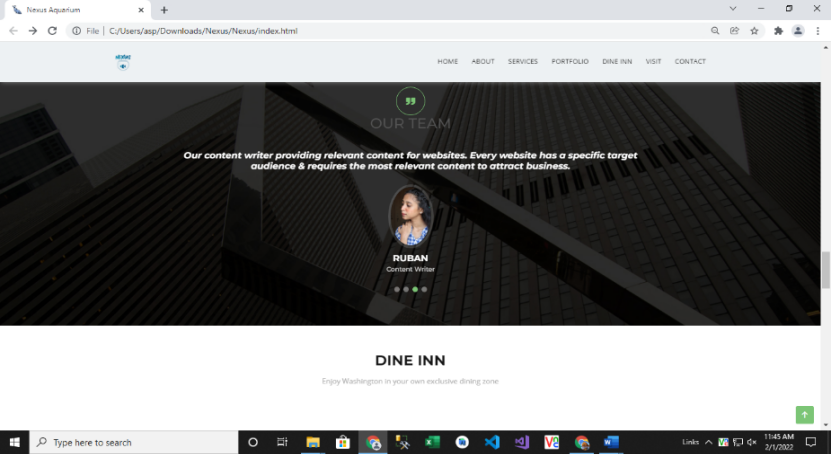 Nexus Aquarium
File
C:/Users/asp/Downloads/Nexus/Nexus/index.html
HOME ABOUT SERVICES PORTFOLIO DINE INN VISIT CONTACT
OUR TEAM
Our content writer providing relevant content for websites. Every website has a specific target
audience & requires the most relevant content to attract business.
RUBAN
Content Writer
DINE INN
Enjoy Washington in your own exclusive dining zone
Type here to search
Links
11:45 AM
2/1/2022